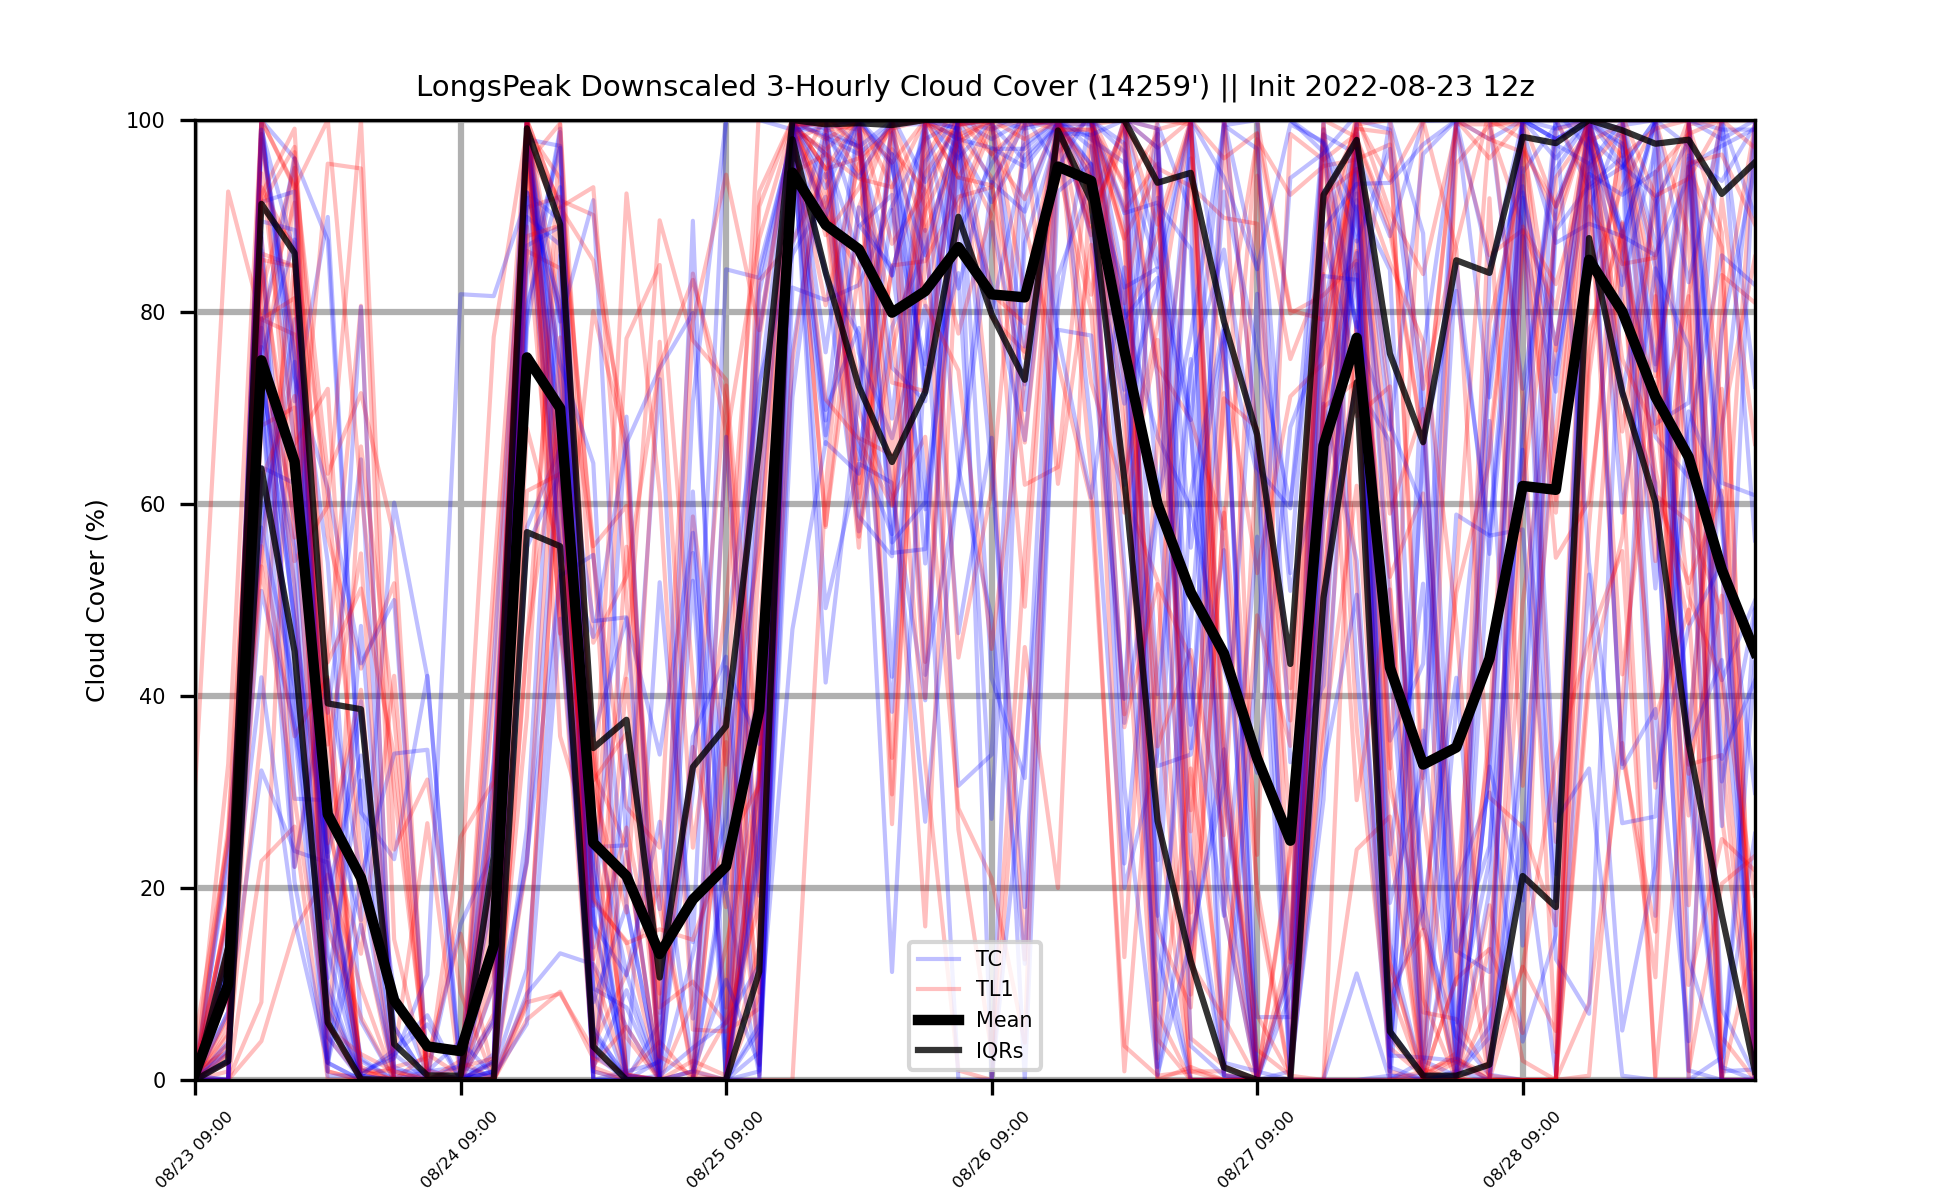 LongsPeak Downscaled 3-Hourly Cloud Cover (14259') || Init 2022-08-23 12z
Cloud Cover (%)
100
80
60
40
20
0
TC
TL1
Mean
IQRs
08/23 09:00
08/24 09:00
08/25 09:00
08/26 09:00
08/27 09:00
08/28 09:00